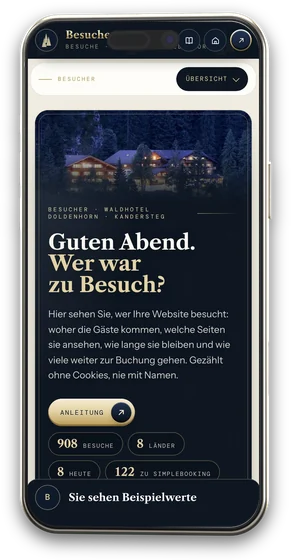 Besuche
BESUCHE ·
BESUCHER
ÜBERSICHT
BESUCHER · WALDHOTEL
DOLDENHORN · KANDERSTEG
Guten Abend.
Wer war
zu Besuch?
Hier sehen Sie, wer Ihre Website besucht:
woher die Gäste kommen, welche Seiten
sie ansehen, wie lange sie bleiben und wie
viele weiter zur Buchung gehen. Gezählt
ohne Cookies, nie mit Namen.
ANLEITUNG
908 BESUCHE 8 LÄNDER
8 HEUTE 122 ZU SIMPLEBOOKING
B Sie sehen Beispielwerte